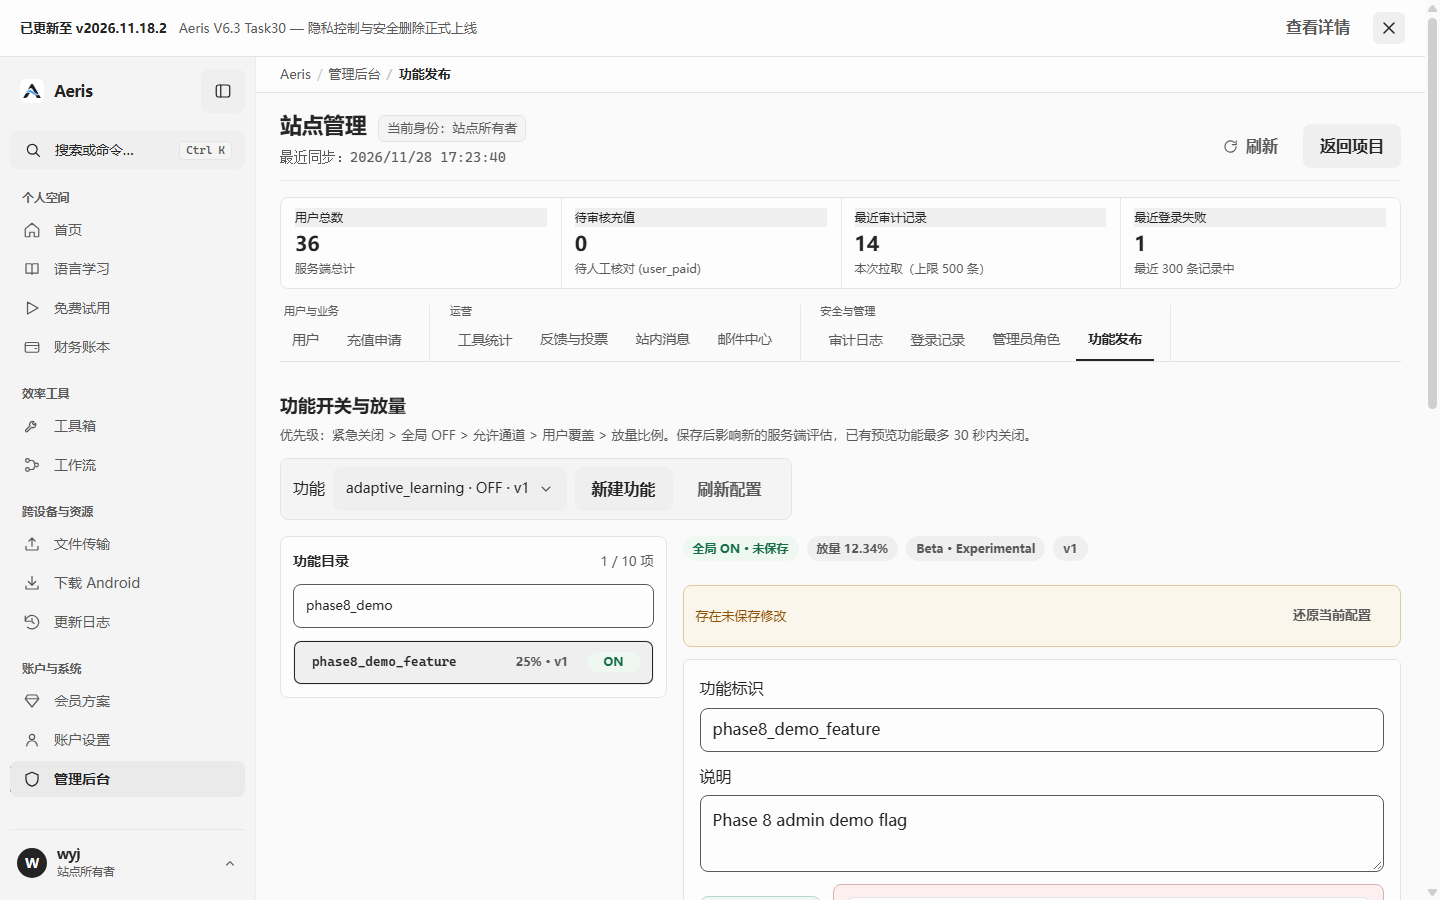 已更新至 v2026.11.18.2 Aeris V6.3 Task30 — 隐私控制与安全删除正式上线 查看详情
Aeris
搜索或命令... Ctrl K
个人空间
首页
语言学习
免费试用
财务账本
效率工具
工具箱
工作流
跨设备与资源
文件传输
下载 Android
更新日志
账户与系统
会员方案
账户设置
管理后台
W wyj
站点所有者
Aeris / 管理后台 / 功能发布
站点管理 当前身份：站点所有者
最近同步：2026/11/28 17:23:40
刷新 返回项目
用户总数
36
服务端总计
待审核充值
0
待人工核对 (user_paid)
最近审计记录
14
本次拉取（上限 500 条）
最近登录失败
1
最近 300 条记录中
用户与业务
用户 充值申请
运营
工具统计 反馈与投票 站内消息 邮件中心
安全与管理
审计日志 登录记录 管理员角色 功能发布
功能开关与放量
优先级：紧急关闭 > 全局 OFF > 允许通道 > 用户覆盖 > 放量比例。保存后影响新的服务端评估，已有预览功能最多 30 秒内关闭。
功能 adaptive_learning · OFF · v1 新建功能 刷新配置
功能目录 1 / 10 项
phase8_demo
phase8_demo_feature 25% • v1 ON
全局 ON • 未保存 放量 12.34% Beta • Experimental v1
存在未保存修改 还原当前配置
功能标识
phase8_demo_feature
说明
Phase 8 admin demo flag